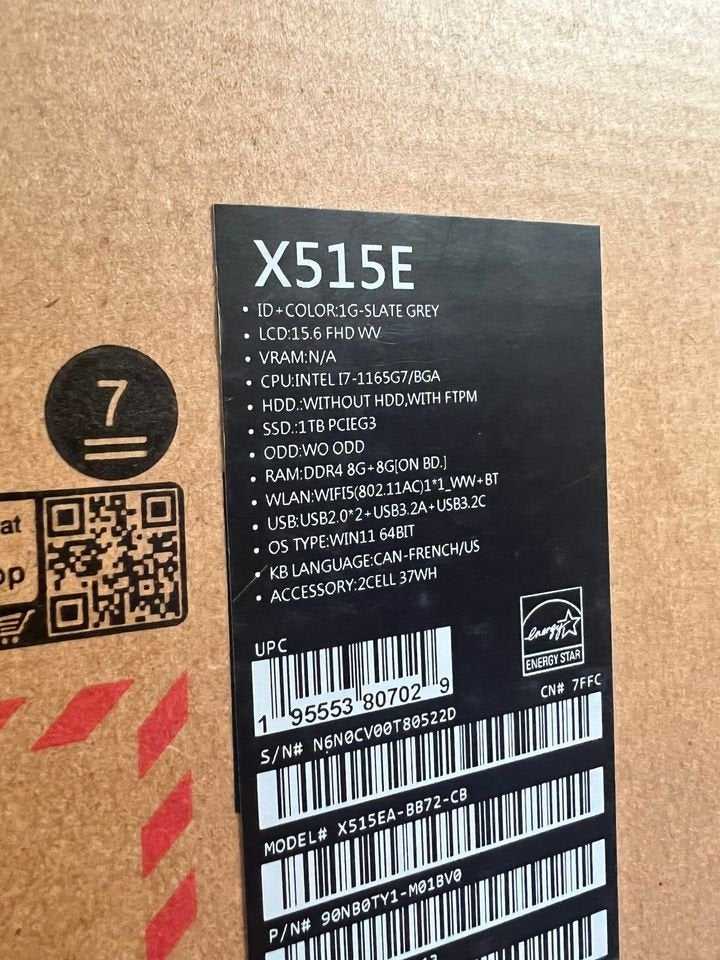 X515E
• ID+COLOR:1G-SLATE GREY
• LCD:15.6 FHD WV
• VRAM:N/A
• CPU:INTEL I7-1165G7/BGA
• HDD.:WITHOUT HDD,WITH FTPM
• SSD.:1TB PCIEG3
• ODD:WO ODD
• RAM:DDR4 8G+8G[ON BD.]
• WLAN:WIFI5(802.11AC)1*1_WW+BT
• USB:USB2.0*2+USB3.2A+USB3.2C
• OS TYPE:WIN11 64BIT
• KB LANGUAGE:CAN-FRENCH/US
• ACCESSORY:2CELL 37WH
7
at
op
energy
ENERGY STAR
UPC
1 95553 80702 9
CN# 7FFC
S/N# N6N0CV00T80522D
MODEL# X515EA-BB72-CB
P/N# 90NB0TY1-M01BV0